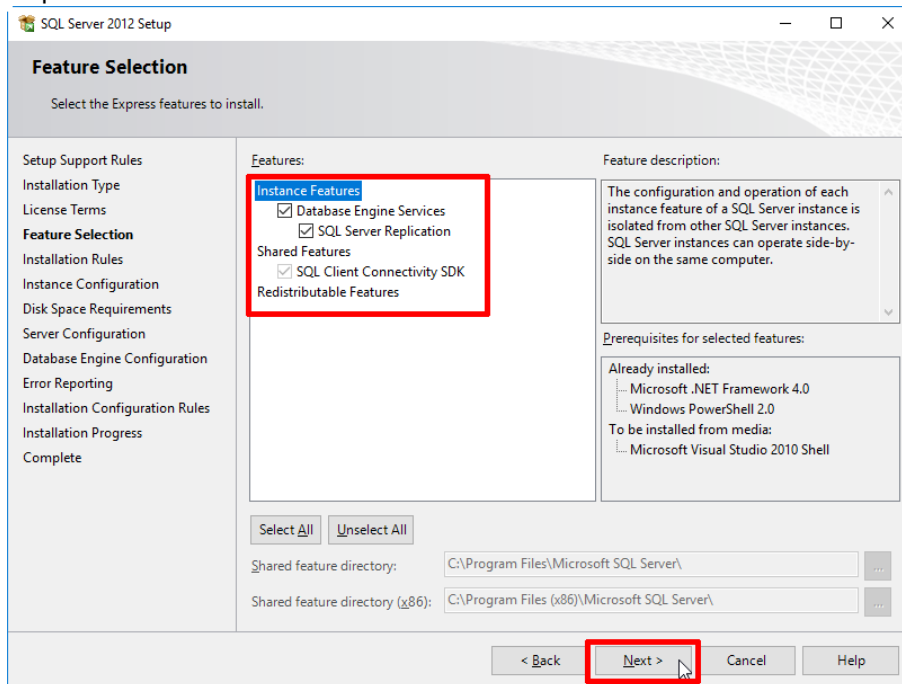 SQL Server 2012 Setup
Feature Selection
Select the Express features to install.
Setup Support Rules
Installation Type
License Terms
Feature Selection
Installation Rules
Instance Configuration
Disk Space Requirements
Server Configuration
Database Engine Configuration
Error Reporting
Installation Configuration Rules
Installation Progress
Complete
Features:
Instance Features
Database Engine Services
SQL Server Replication
Shared Features
SQL Client Connectivity SDK
Redistributable Features
Feature description:
The configuration and operation of each
instance feature of a SQL Server instance is
isolated from other SQL Server instances.
SQL Server instances can operate side-by-
side on the same computer.
Prerequisites for selected features:
Already installed:
Microsoft .NET Framework 4.0
Windows PowerShell 2.0
To be installed from media:
Microsoft Visual Studio 2010 Shell
Select All
Unselect All
Shared feature directory:
C:\Program Files\Microsoft SQL Server\
...
Shared feature directory (x86):
C:\Program Files (x86)\Microsoft SQL Server\
...
< Back
Next >
Cancel
Help